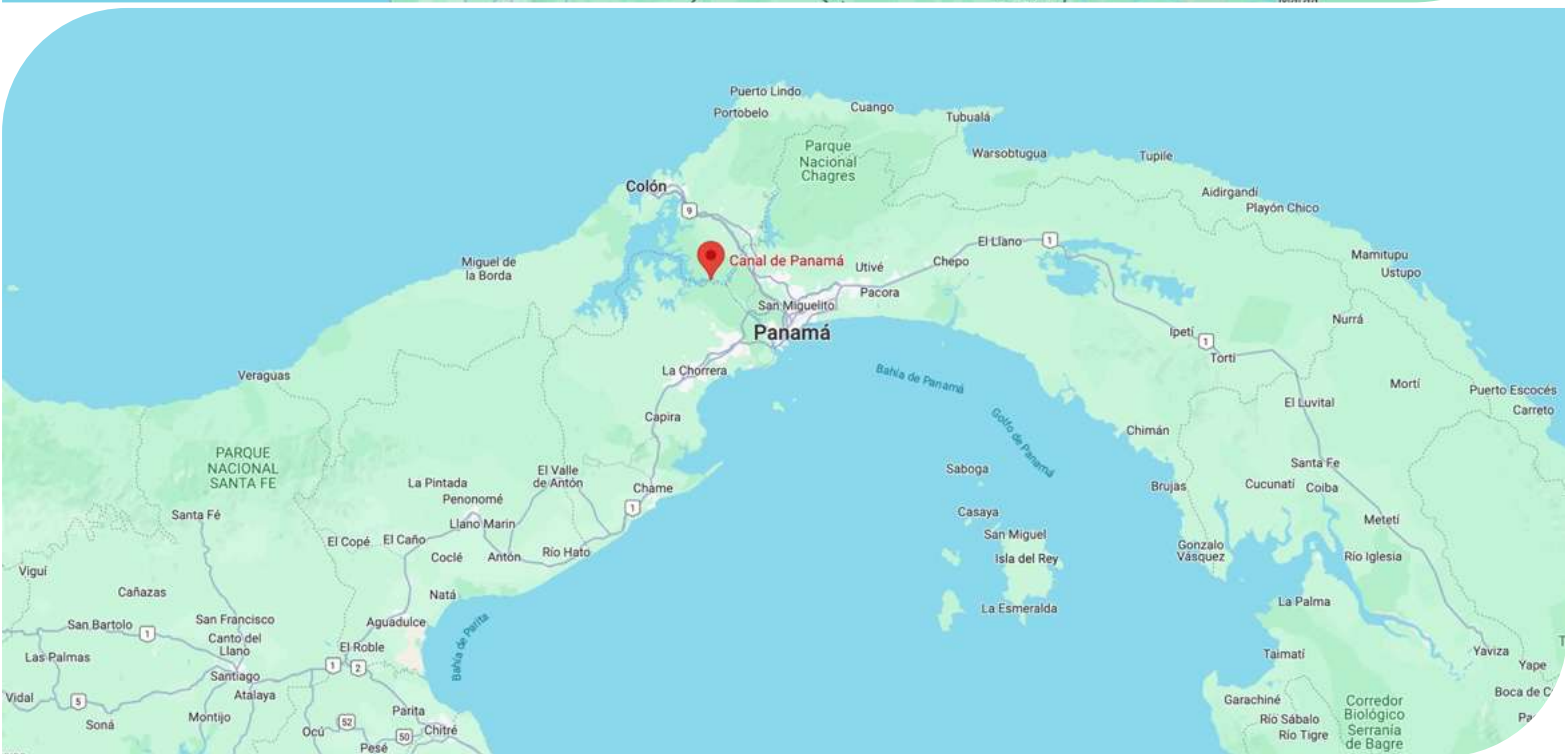 Puerto Lindo
Portobelo
Cuango
Tubualá
Parque
Nacional
Chagres
Warsobtugua
Tupile
Colón
9
Aidirgandí
Playón Chico
El Llano
1
Canal de Panamá
Utivé
Chepo
Mamitupu
Ustupo
Miguel de
la Borda
Pacora
San Miguelito
Panamá
Nurrá
Ipetí
1
Tortí
La Chorrera
Bahía de Panamá
Veraguas
Mortí
Puerto Escocés
Carreto
El Luvital
Capira
Golfo de Panamá
Chimán
PARQUE
NACIONAL
SANTA FE
La Pintada
El Valle
de Antón
Penonomé
Chame
1
Saboga
Santa Fe
Brujas
Cucunatí
Coiba
Santa Fé
Llano Marin
Casaya
Metetí
El Copé
El Caño
Coclé
Antón
Río Hato
San Miguel
Isla del Rey
Gonzalo
Vásquez
Río Iglesia
Viguí
Cañazas
Natá
La Esmeralda
La Palma
San Bartolo
1
San Francisco
Canto del
Llano
Aguadulce
Bahía de Parita
Las Palmas
El Roble
1
2
Taimatí
Yaviza
Yape
Santiago
Atalaya
Vidal
5
Soná
Montijo
Parita
Garachiné
Boca de C
Corredor
Biológico
Serranía
de Bagre
Ocú
52
50
Chitré
Río Sábalo
Río Tigre
Pesé